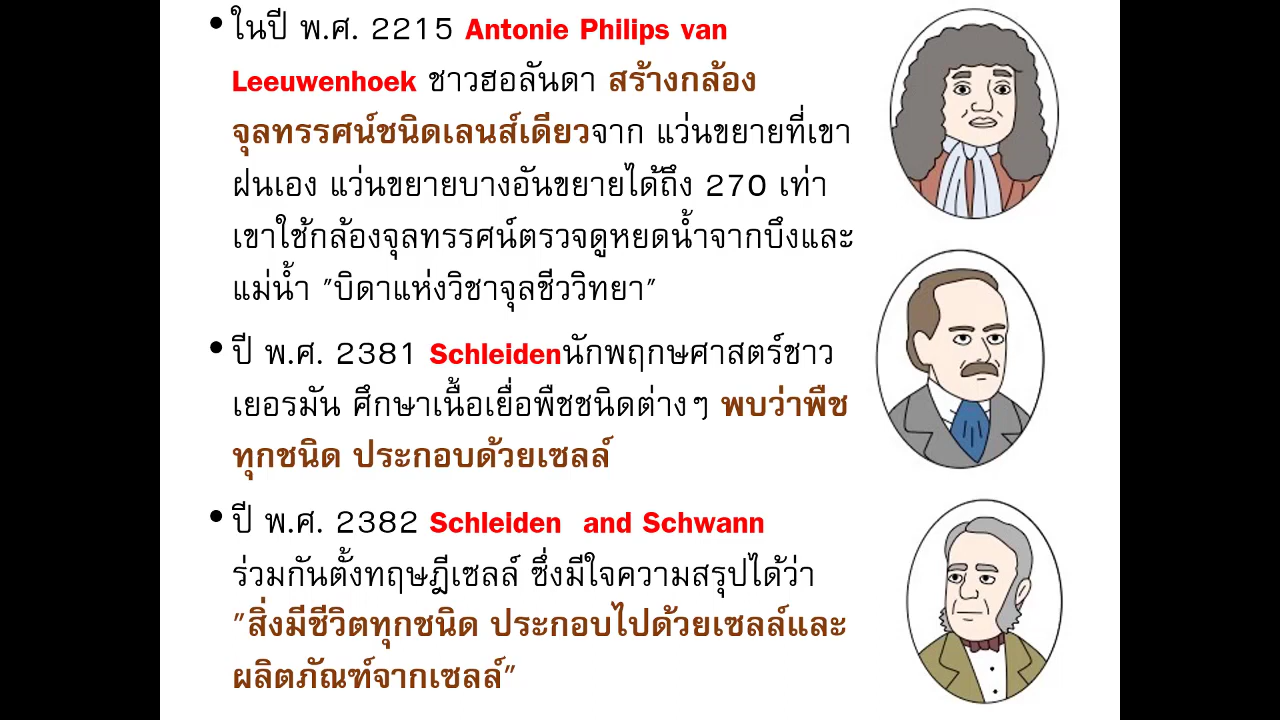 • ในปี พ.ศ. 2215 Antonie Philips van
Leeuwenhoek ชาวฮอลันดา สร้างกล้อง
จุลทรรศน์ชนิดเลนส์เดียวจาก แว่นขยายที่เขา
ฝนเอง แว่นขยายบางอันขยายได้ถึง 270 เท่า
เขาใช้กล้องจุลทรรศน์ตรวจดูหยดน้ำจากบึงและ
แม่น้ำ "บิดาแห่งวิชาจุลชีววิทยา"
• ปี พ.ศ. 2381 Schleidenนักพฤกษศาสตร์ชาว
เยอรมัน ศึกษาเนื้อเยื่อพืชชนิดต่างๆ พบว่าพืช
ทุกชนิด ประกอบด้วยเซลล์
• ปี พ.ศ. 2382 Schleiden and Schwann
ร่วมกันตั้งทฤษฎีเซลล์ ซึ่งมีใจความสรุปได้ว่า
"สิ่งมีชีวิตทุกชนิด ประกอบไปด้วยเซลล์และ
ผลิตภัณฑ์จากเซลล์"